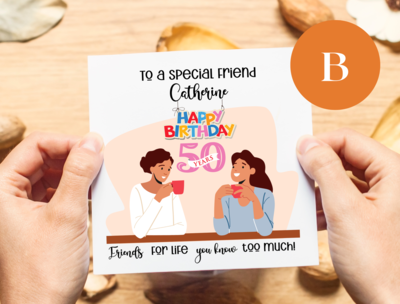 B
TO A SPECIAL FRIEND
Catherine
HAPPY
BIRTHDAY
50
YEARS
Friends FOR LIFE you know TOO MUCH!